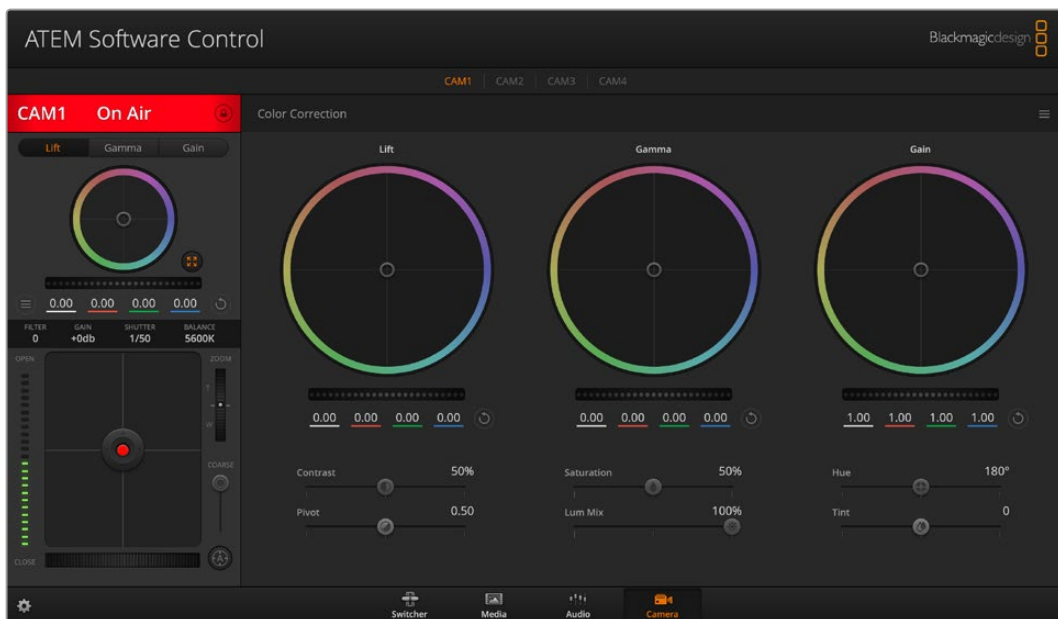 ATEM Software Control
Blackmagicdesign
CAM1 CAM2 CAM3 CAM4
CAM1 On Air
Color Correction
Lift Gamma Gain
0.00 0.00 0.00 0.00
FILTER GAIN SHUTTER BALANCE
0 +0db 1/50 5600K
OPEN
ZOOM
T
W
COARSE
CLOSE
A
Lift Gamma Gain
0.00 0.00 0.00 0.00
0.00 0.00 0.00 0.00
1.00 1.00 1.00 1.00
Contrast 50%
Pivot 0.50
Saturation 50%
Lum Mix 100%
Hue 180°
Tint 0
Switcher Media Audio Camera